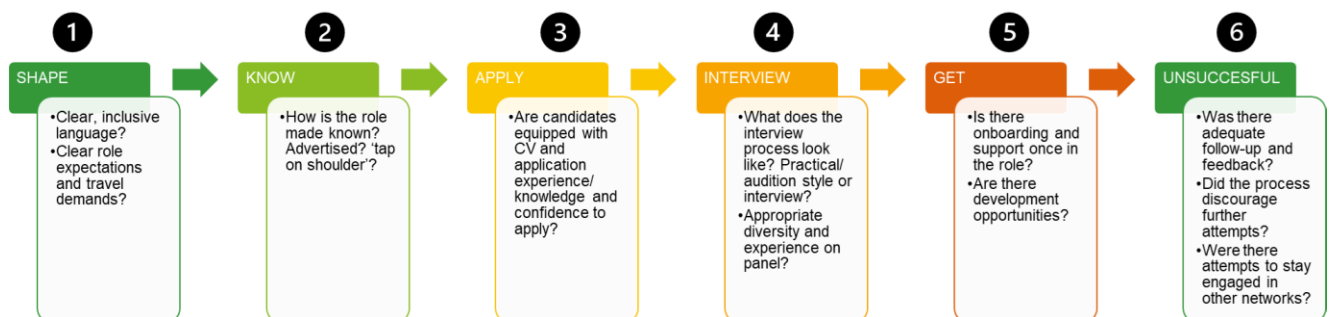 1
SHAPE
•Clear, inclusive
language?
•Clear role
expectations
and travel
demands?
2
KNOW
•How is the role
made known?
Advertised? ‘tap
on shoulder’?
3
APPLY
•Are candidates
equipped with
CV and
application
experience/
knowledge and
confidence to
apply?
4
INTERVIEW
•What does the
interview
process look
like? Practical/
audition style or
interview?
•Appropriate
diversity and
experience on
panel?
5
GET
•Is there
onboarding and
support once in
the role?
•Are there
development
opportunities?
6
UNSUCCESFUL
•Was there
adequate
follow-up and
feedback?
•Did the process
discourage
further
attempts?
•Were there
attempts to stay
engaged in
other networks?